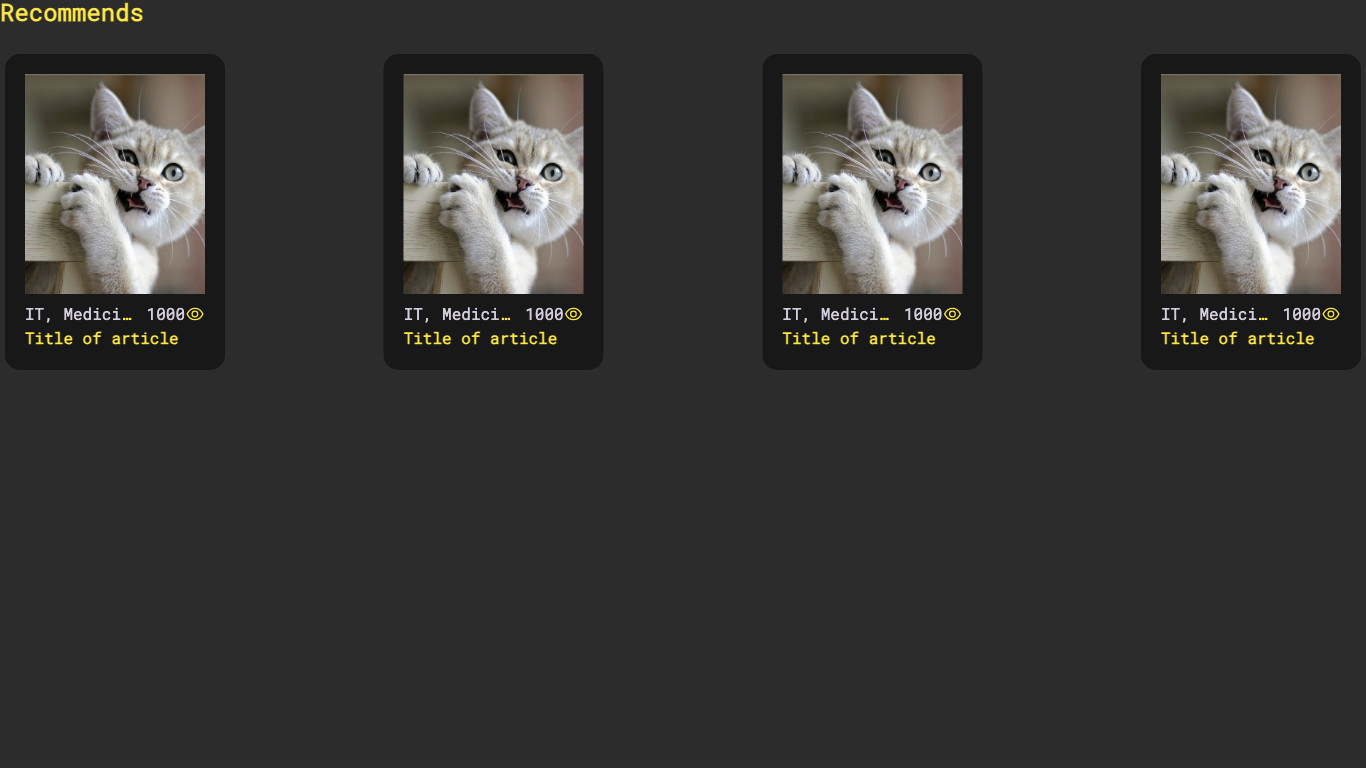 Recommends
IT, Medici… 1000
Title of article
IT, Medici… 1000
Title of article
IT, Medici… 1000
Title of article
IT, Medici… 1000
Title of article